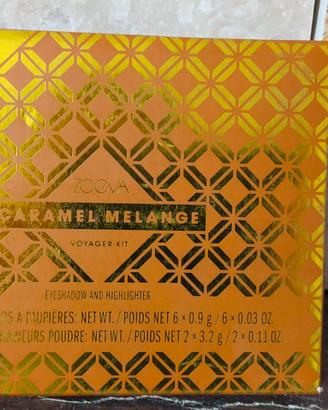 ZOEVA
CARAMEL MELANGE
VOYAGER KIT
EYESHADOW AND HIGHLIGHTER
PAUPIÈRES: NET WT. / POIDS NET 6 × 0.9 g / 6 × 0.03 OZ.
POUDRE: NET WT. / POIDS NET 2 × 3.2 g / 2 × 0.11 OZ.